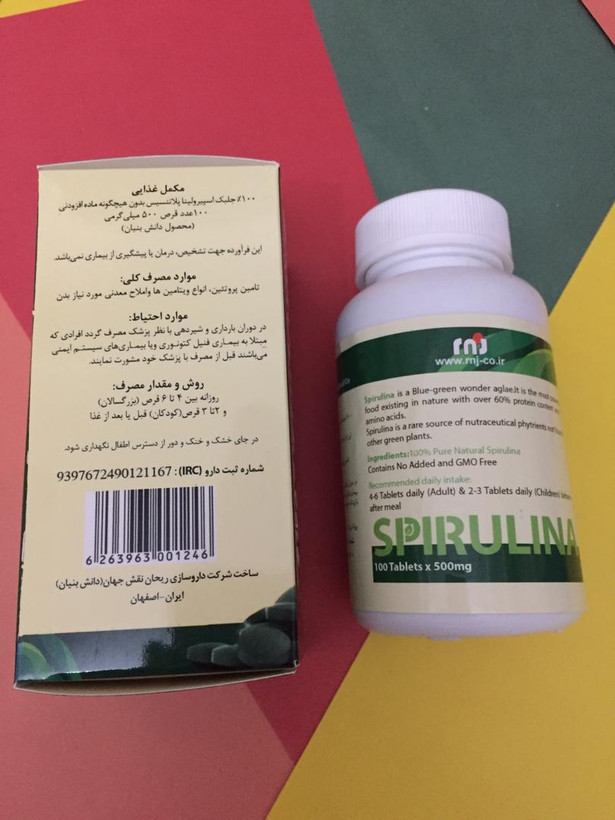 مکمل غذایی
۱۰۰٪ جلبک اسپیرولینا پلاتنسیس بدون هیچگونه ماده افزودنی
۱۰۰عدد قرص ۵۰۰ میلی‌گرمی
(محصول دانش بنیان)
این فرآورده جهت تشخیص، درمان یا پیشگیری از بیماری نمی‌باشد.
موارد مصرف کلی:
تامین پروتئین، انواع ویتامین ها واملاح معدنی مورد نیاز بدن
موارد احتیاط:
در دوران بارداری و شیردهی با نظر پزشک مصرف گردد افرادی که
مبتلا به بیماری فنیل کتونوری ویا بیماری‌های سیستم ایمنی
می‌باشند قبل از مصرف با پزشک خود مشورت نمایند.
روش و مقدار مصرف:
روزانه بین ۴ تا ۶ قرص (بزرگسالان)
و ۲تا ۳ قرص(کودکان) قبل یا بعد از غذا
در جای خشک و خنک و دور از دسترس اطفال نگهداری شود.
شماره ثبت دارو (IRC): 9397672490121167
6 263963 001246
ساخت شرکت داروسازی ریحان نقش جهان(دانش بنیان)
ایران-اصفهان
rnj
www.rnj-co.ir
Spirulina is a Blue-green wonder aglae.It is the most
food existing in nature with over 60% protein content
amino acids.
Spirulina is a rare source of nutraceutical phytrients
other green plants.
Ingredients:100% Pure Natural Spirulina
Contains No Added and GMO Free
Recommended daily intake:
4-6 Tablets daily (Adult) & 2-3 Tablets daily (Children)
after meal
SPIRULINA
100 Tablets x 500mg